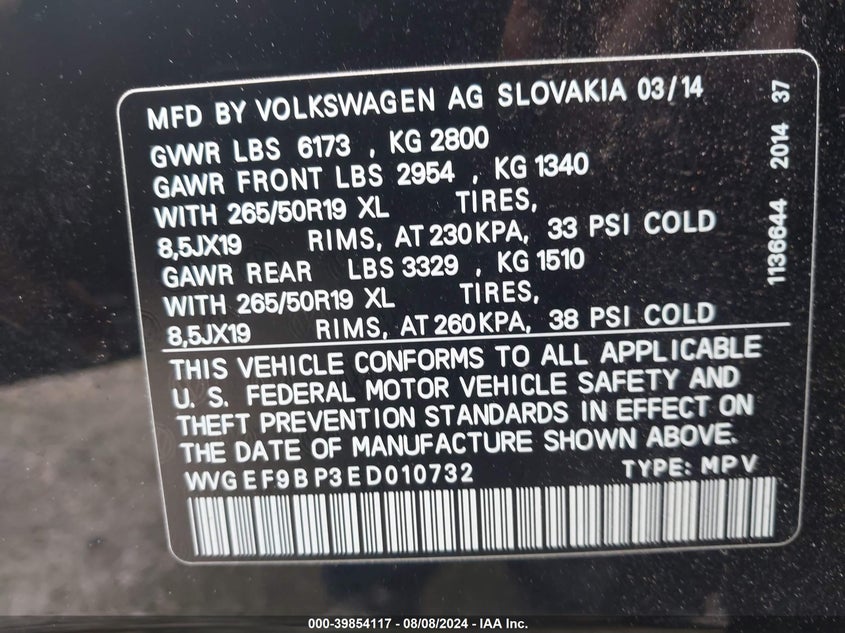 MFD BY VOLKSWAGEN AG SLOVAKIA 03/14
GVWR LBS 6173 , KG 2800
GAWR FRONT LBS 2954 , KG 1340
WITH 265/50R19 XL TIRES,
8,5JX19 RIMS, AT 230 KPA, 33 PSI COLD
GAWR REAR LBS 3329 , KG 1510
WITH 265/50R19 XL TIRES,
8,5JX19 RIMS, AT 260 KPA, 38 PSI COLD
THIS VEHICLE CONFORMS TO ALL APPLICABLE
U. S. FEDERAL MOTOR VEHICLE SAFETY AND
THEFT PREVENTION STANDARDS IN EFFECT ON
THE DATE OF MANUFACTURE SHOWN ABOVE.
WVGEF9BP3ED010732 TYPE: MPV
1136644 2014 37
000-39854117 - 08/08/2024 - IAA Inc.